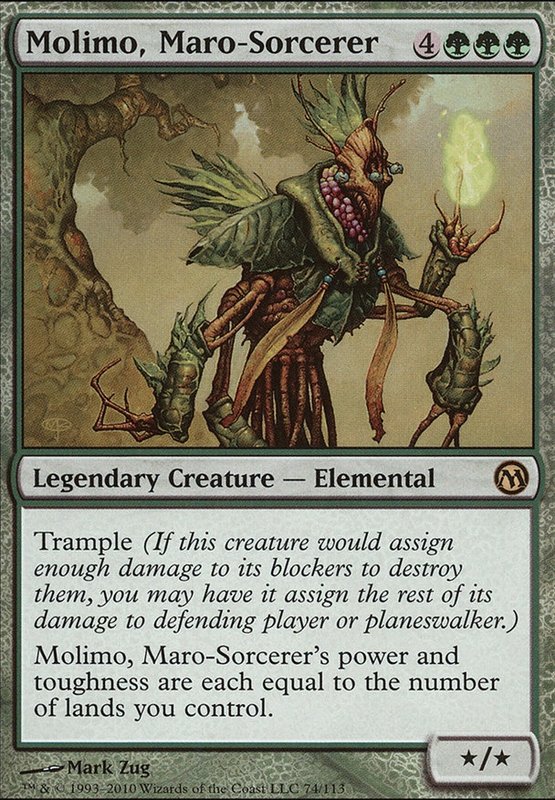 Molimo, Maro-Sorcerer 4
Legendary Creature — Elemental
Trample (If this creature would assign
enough damage to its blockers to destroy
them, you may have it assign the rest of its
damage to defending player or planeswalker.)
Molimo, Maro-Sorcerer's power and
toughness are each equal to the number
of lands you control.
★/★
Mark Zug
™ & © 1993–2010 Wizards of the Coast LLC 74/113